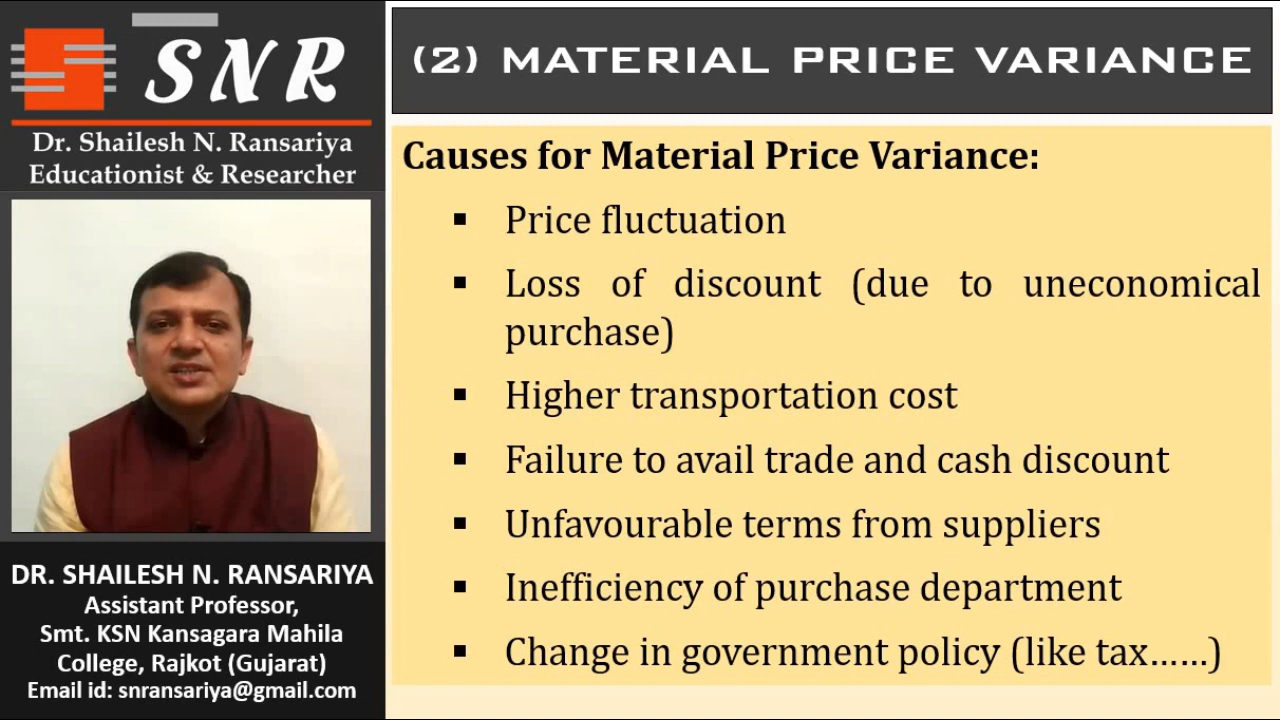 SNR
Dr. Shailesh N. Ransariya
Educationist & Researcher
DR. SHAILESH N. RANSARIYA
Assistant Professor,
Smt. KSN Kansagara Mahila
College, Rajkot (Gujarat)
Email id: snransariya@gmail.com
(2) MATERIAL PRICE VARIANCE
Causes for Material Price Variance:
▪ Price fluctuation
▪ Loss of discount (due to uneconomical
purchase)
▪ Higher transportation cost
▪ Failure to avail trade and cash discount
▪ Unfavourable terms from suppliers
▪ Inefficiency of purchase department
▪ Change in government policy (like tax……)